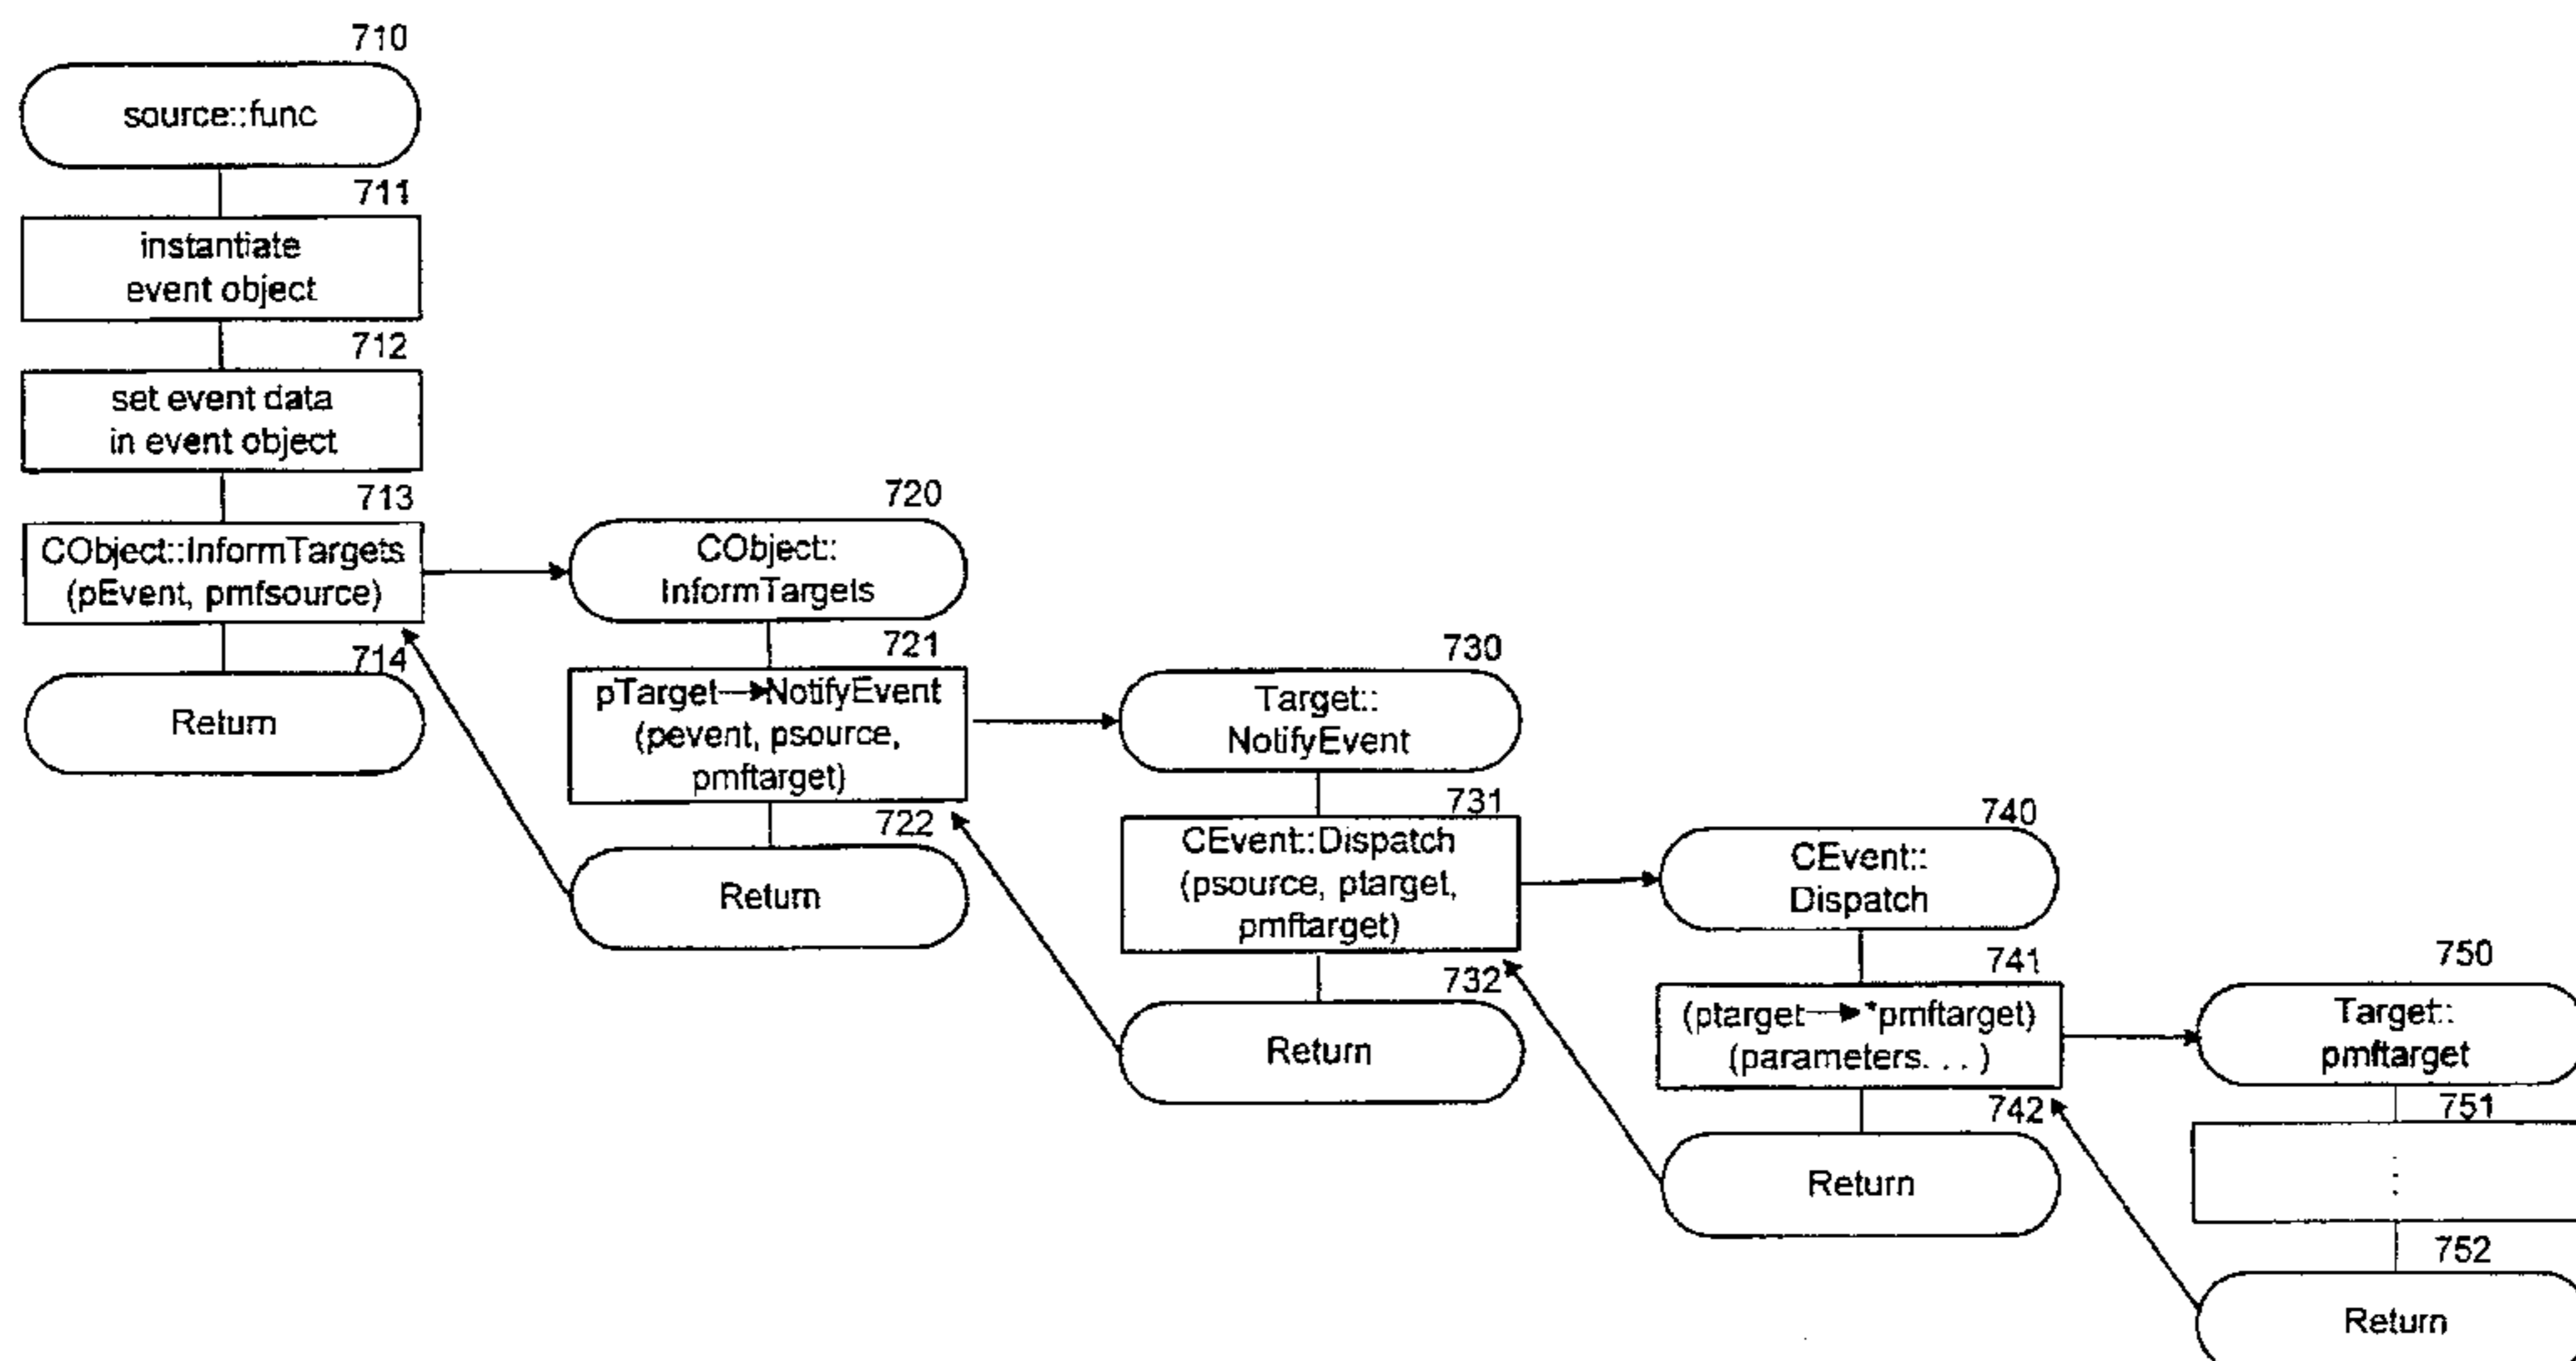 710
source::func
711
instantiate
event object
712
set event data
in event object
713
CObject::InformTargets
(pEvent, pmfsource)
714
Return
720
CObject::
InformTargets
721
pTarget→NotifyEvent
(pevent, psource,
pmftarget)
722
Return
730
Target::
NotifyEvent
731
CEvent::Dispatch
(psource, ptarget,
pmftarget)
732
Return
740
CEvent::
Dispatch
741
(ptarget→*pmftarget)
(parameters. . . )
742
Return
750
Target::
pmftarget
751
:
752
Return